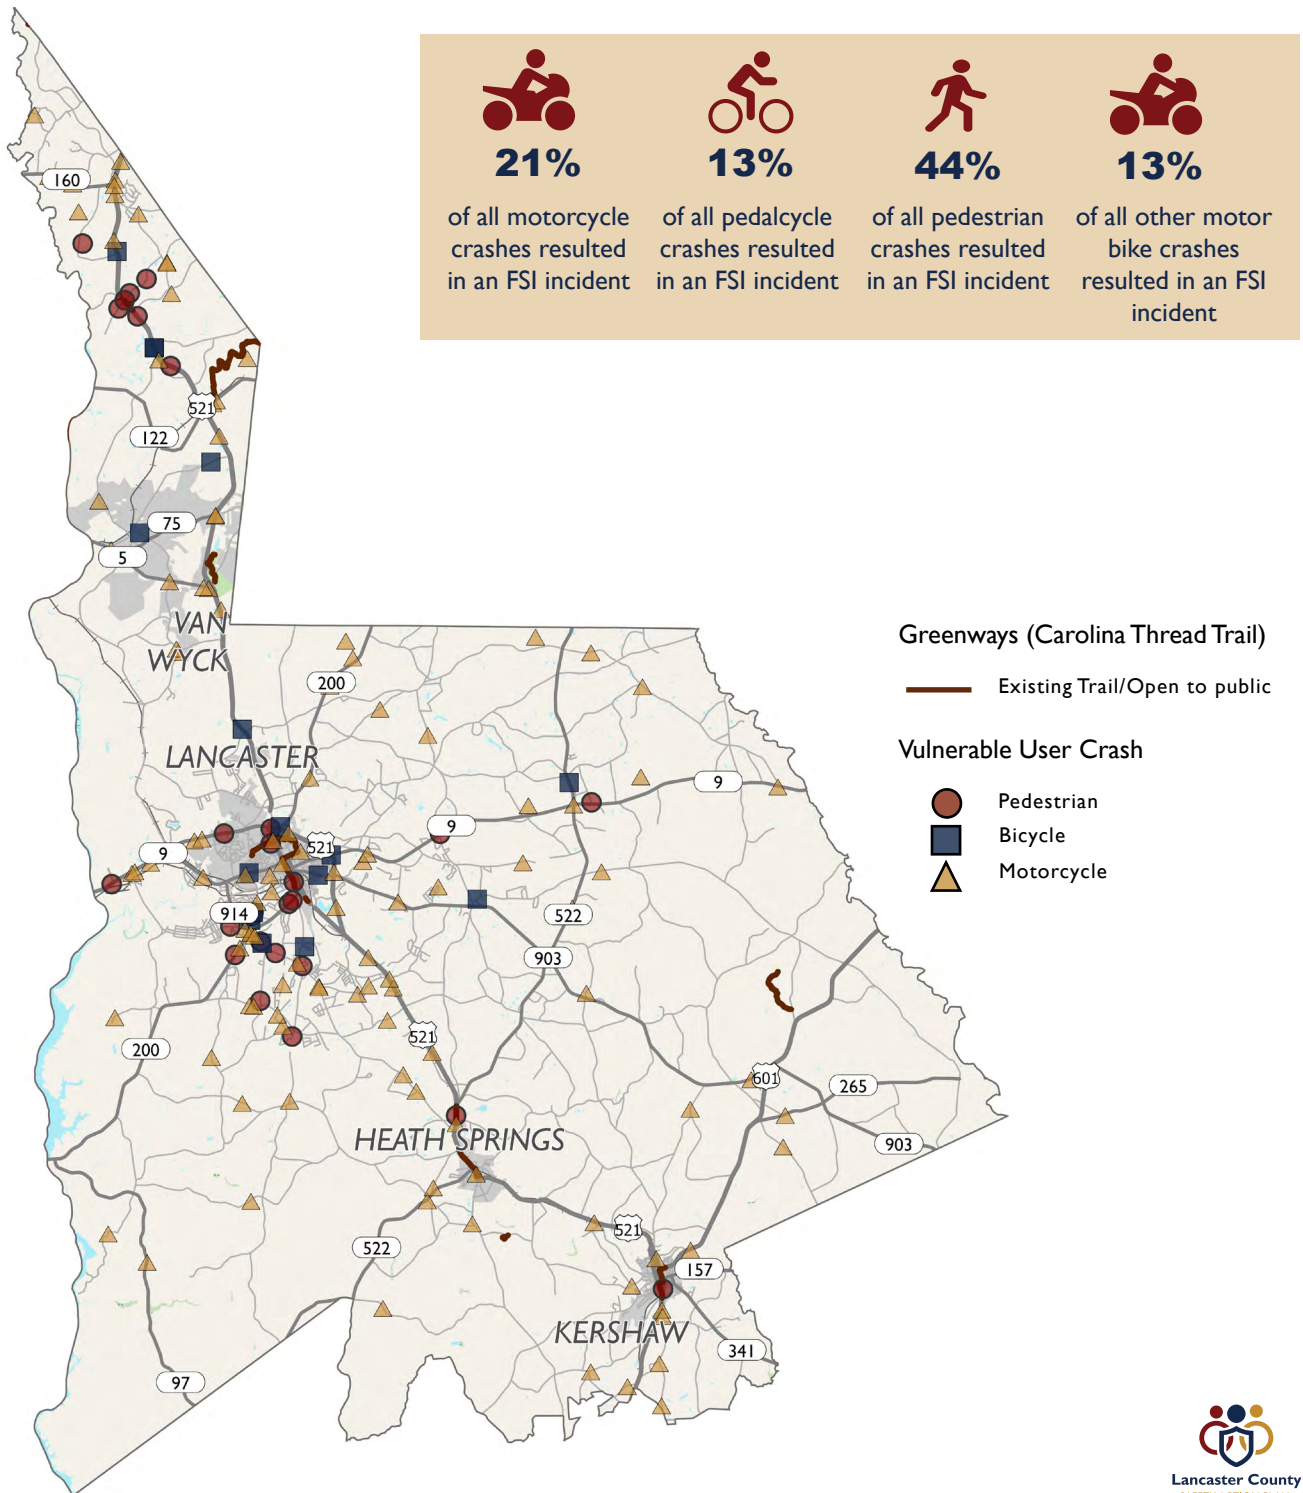 21%
of all motorcycle
crashes resulted
in an FSI incident
13%
of all pedalcycle
crashes resulted
in an FSI incident
44%
of all pedestrian
crashes resulted
in an FSI incident
13%
of all other motor
bike crashes
resulted in an FSI
incident
160
521
122
75
5
VAN
WYCK
200
LANCASTER
9
9
521
9
914
522
903
200
521
601
265
903
HEATH SPRINGS
521
522
157
KERSHAW
341
97
Greenways (Carolina Thread Trail)
Existing Trail/Open to public
Vulnerable User Crash
Pedestrian
Bicycle
Motorcycle
Lancaster County